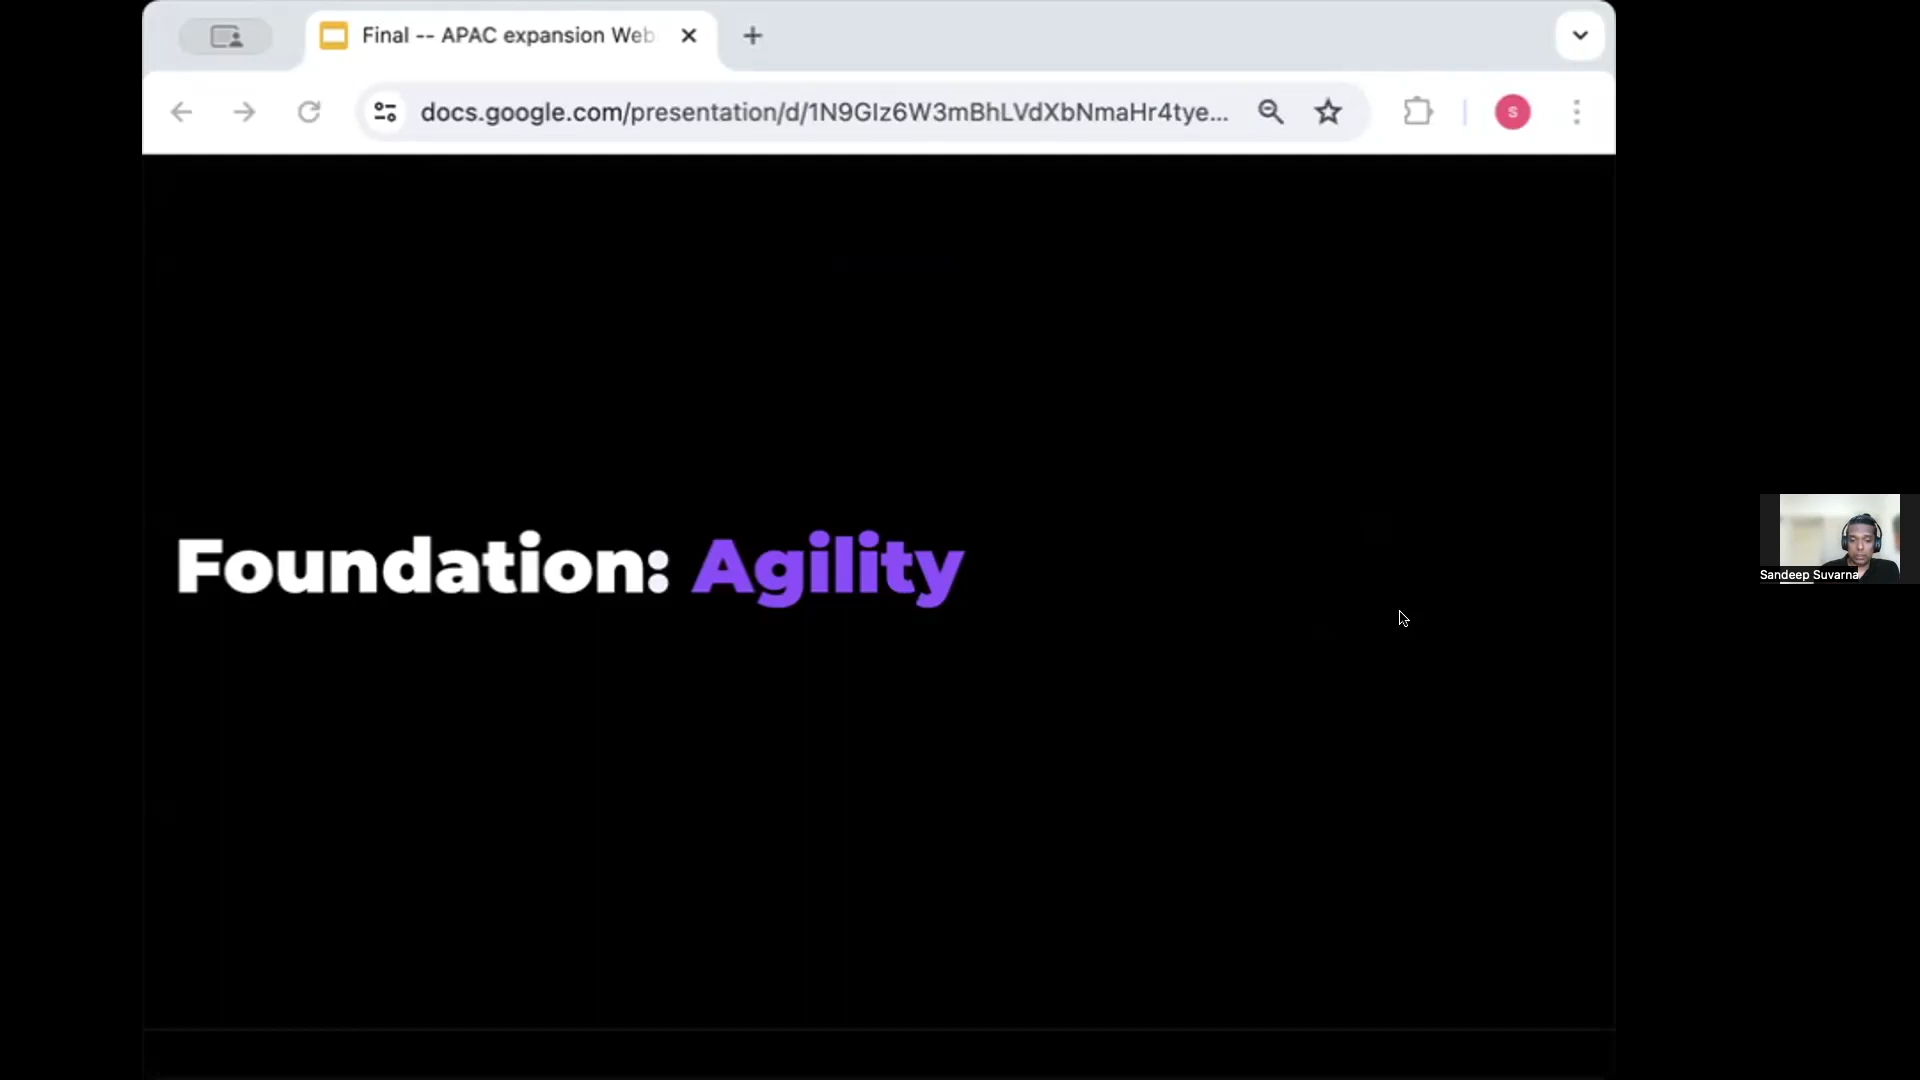 Final -- APAC expansion Web
docs.google.com/presentation/d/1N9GIz6W3mBhLVdXbNmaHr4tye...
S
Foundation: Agility
Sandeep Suvarna